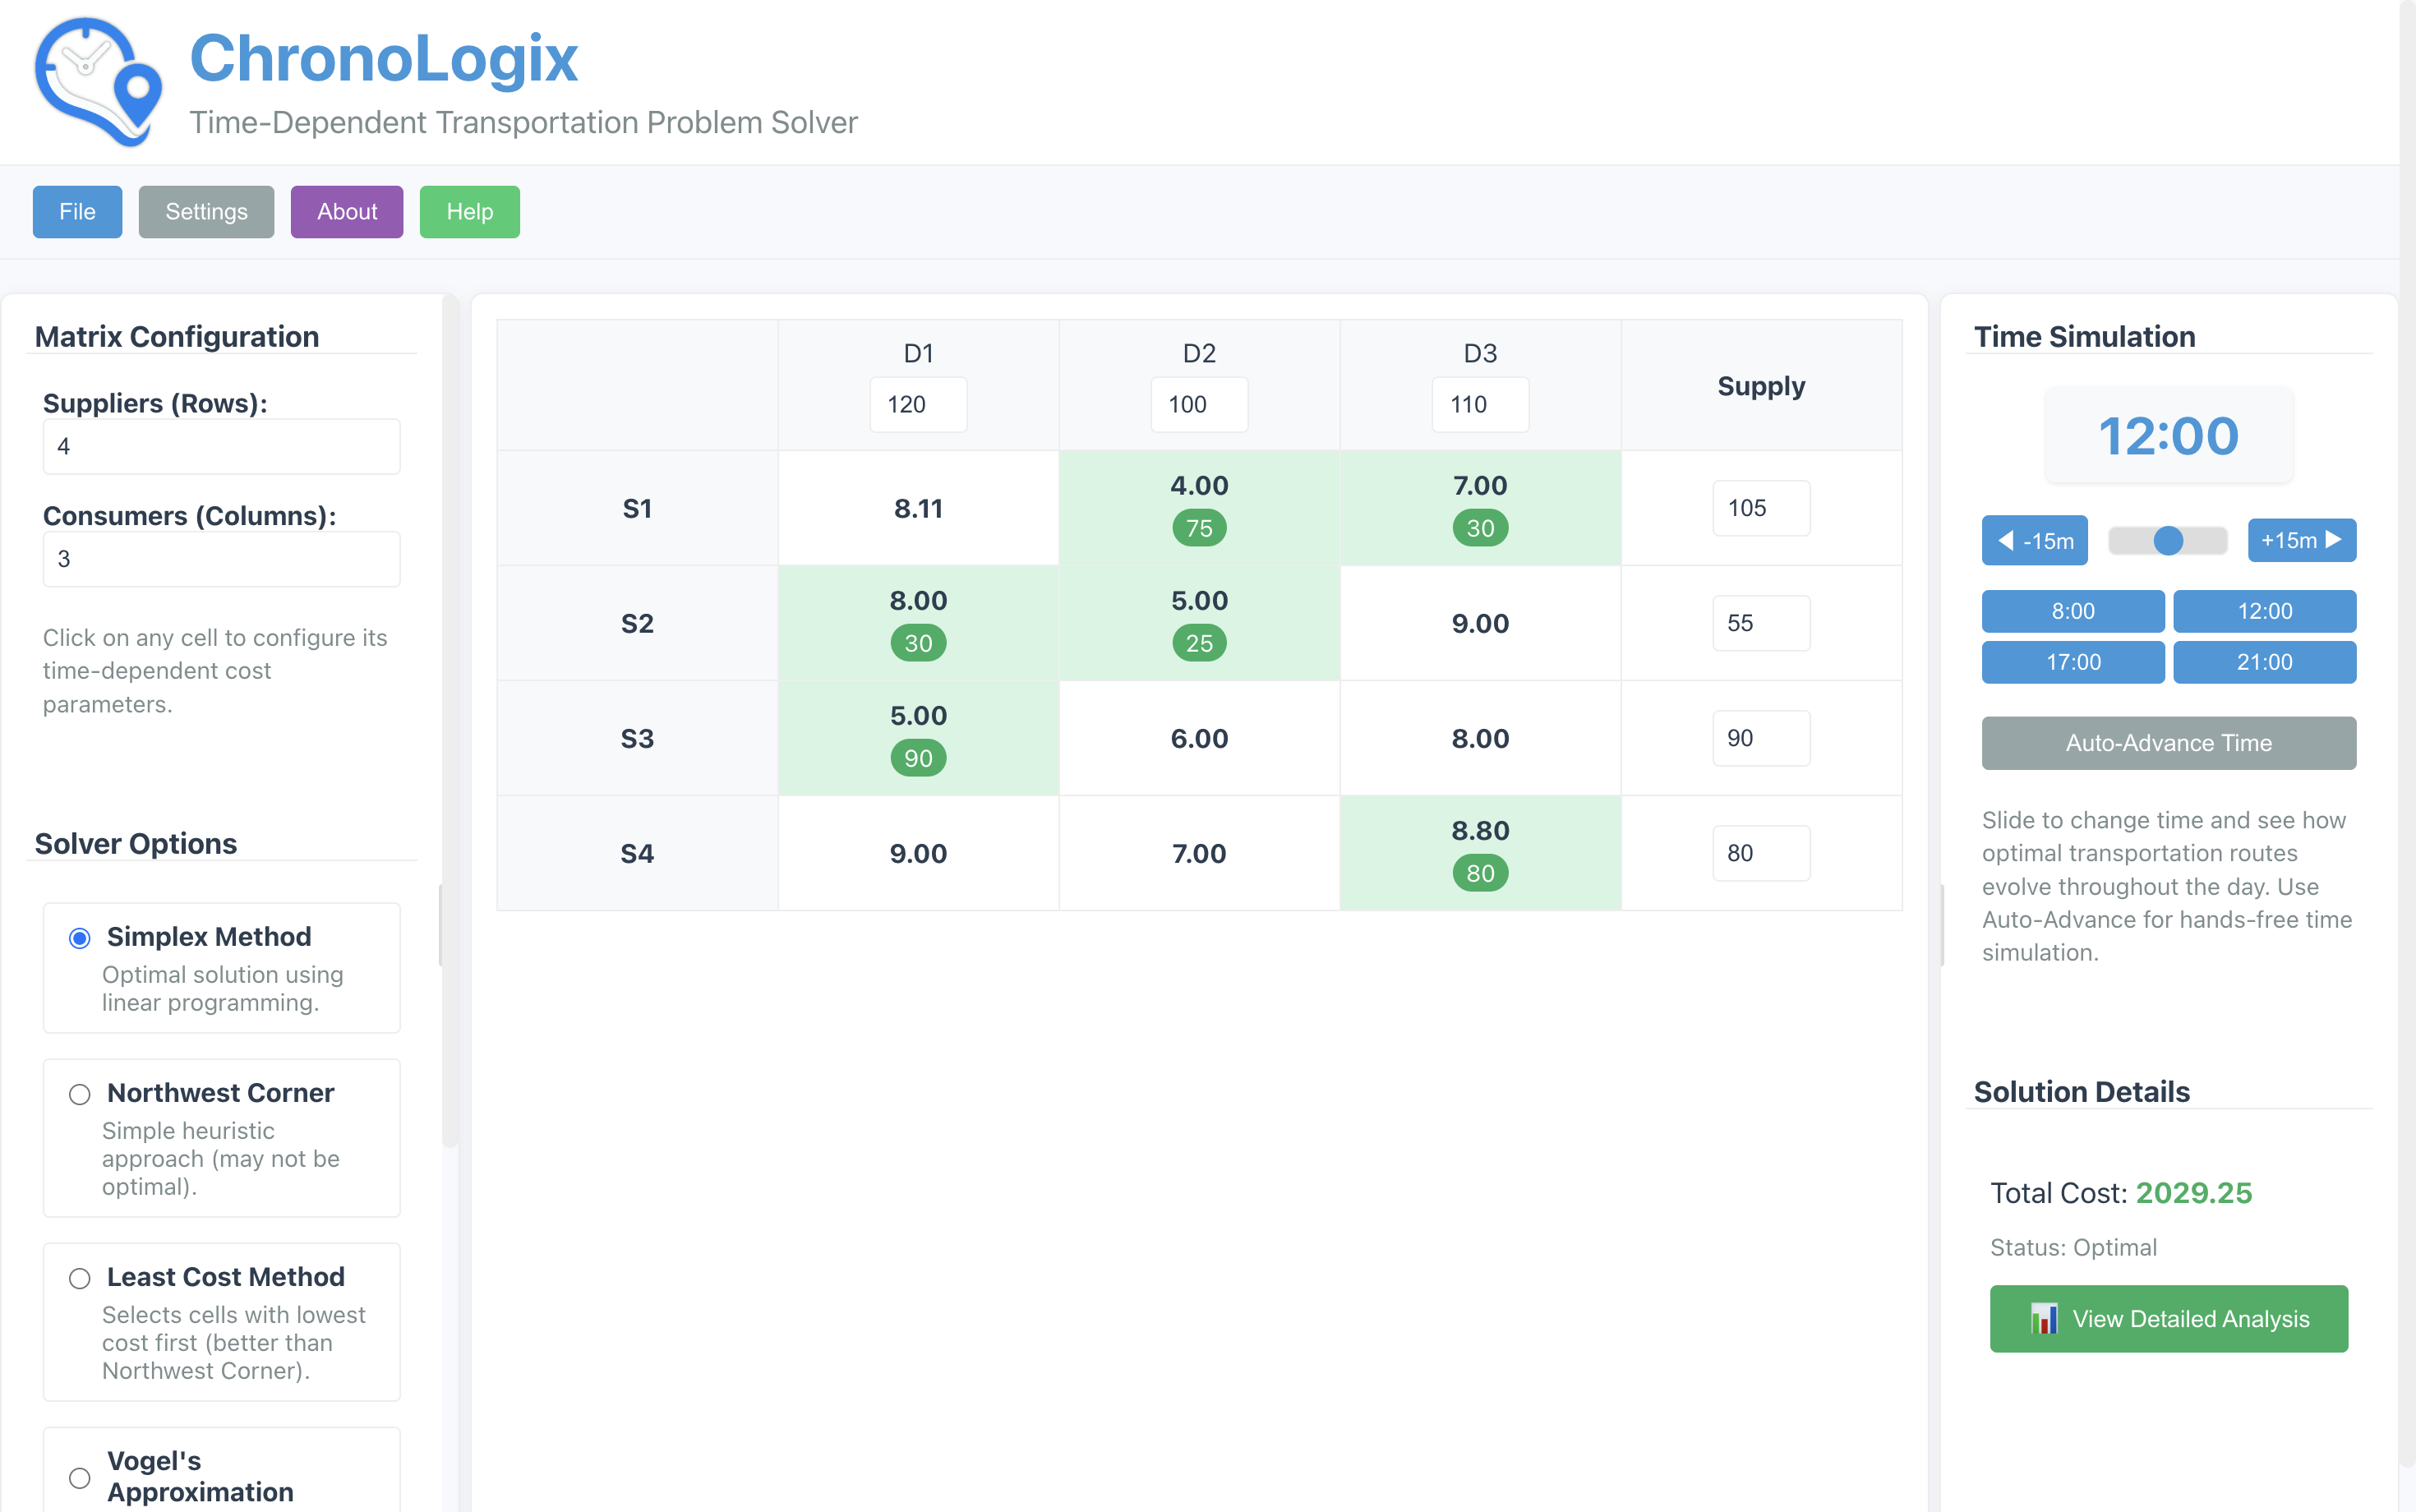 ChronoLogix
Time-Dependent Transportation Problem Solver
File Settings About Help
Matrix Configuration
Suppliers (Rows):
4
Consumers (Columns):
3
Click on any cell to configure its
time-dependent cost
parameters.
Solver Options
Simplex Method
Optimal solution using
linear programming.
Northwest Corner
Simple heuristic
approach (may not be
optimal).
Least Cost Method
Selects cells with lowest
cost first (better than
Northwest Corner).
Vogel's
Approximation
D1 D2 D3 Supply
120 100 110
S1 8.11 4.00 7.00 105
75 30
S2 8.00 5.00 9.00 55
30 25
S3 5.00 6.00 8.00 90
90
S4 9.00 7.00 8.80 80
80
Time Simulation
12:00
-15m +15m
8:00 12:00
17:00 21:00
Auto-Advance Time
Slide to change time and see how
optimal transportation routes
evolve throughout the day. Use
Auto-Advance for hands-free time
simulation.
Solution Details
Total Cost: 2029.25
Status: Optimal
View Detailed Analysis